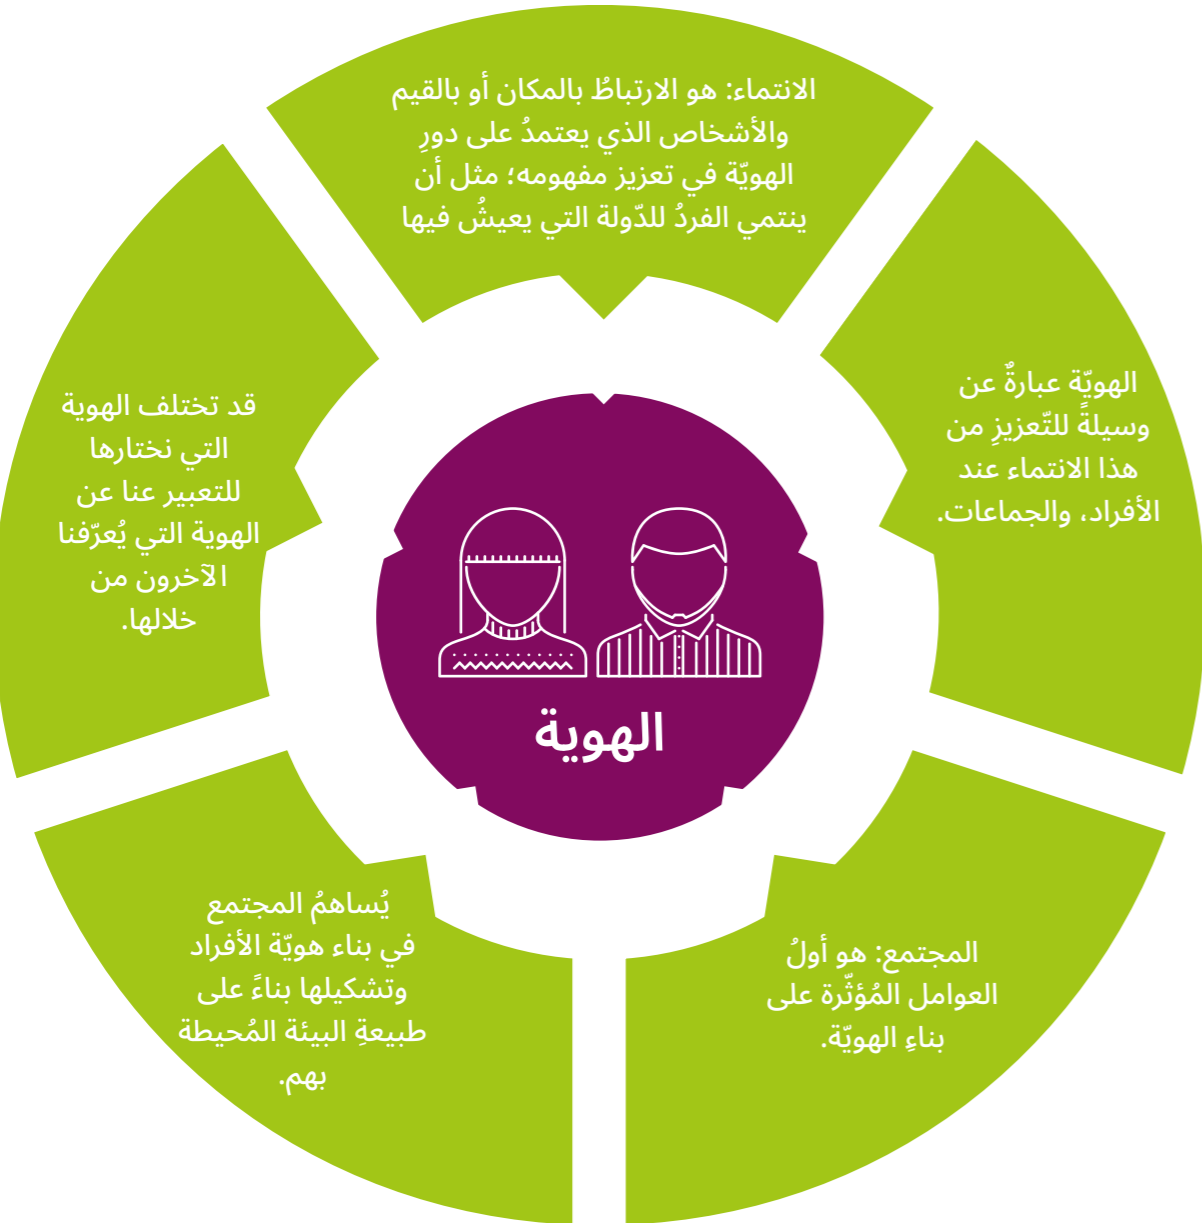 الانتماء: هو الارتباطُ بالمكان أو بالقيم
والأشخاص الذي يعتمدُ على دورِ
الهويّة في تعزيز مفهومه؛ مثل أن
ينتمي الفردُ للدّولة التي يعيشُ فيها
الهويّة عبارةٌ عن
وسيلةً للتّعزيزِ من
هذا الانتماء عند
الأفراد، والجماعات.
المجتمع: هو أولُ
العوامل المُؤثّرة على
بناءِ الهويّة.
يُساهمُ المجتمع
في بناء هويّة الأفراد
وتشكيلها بناءً على
طبيعةِ البيئة المُحيطة
بهم.
قد تختلف الهوية
التي نختارها
للتعبير عنا عن
الهوية التي يُعرّفنا
الآخرون من
خلالها.
الهوية